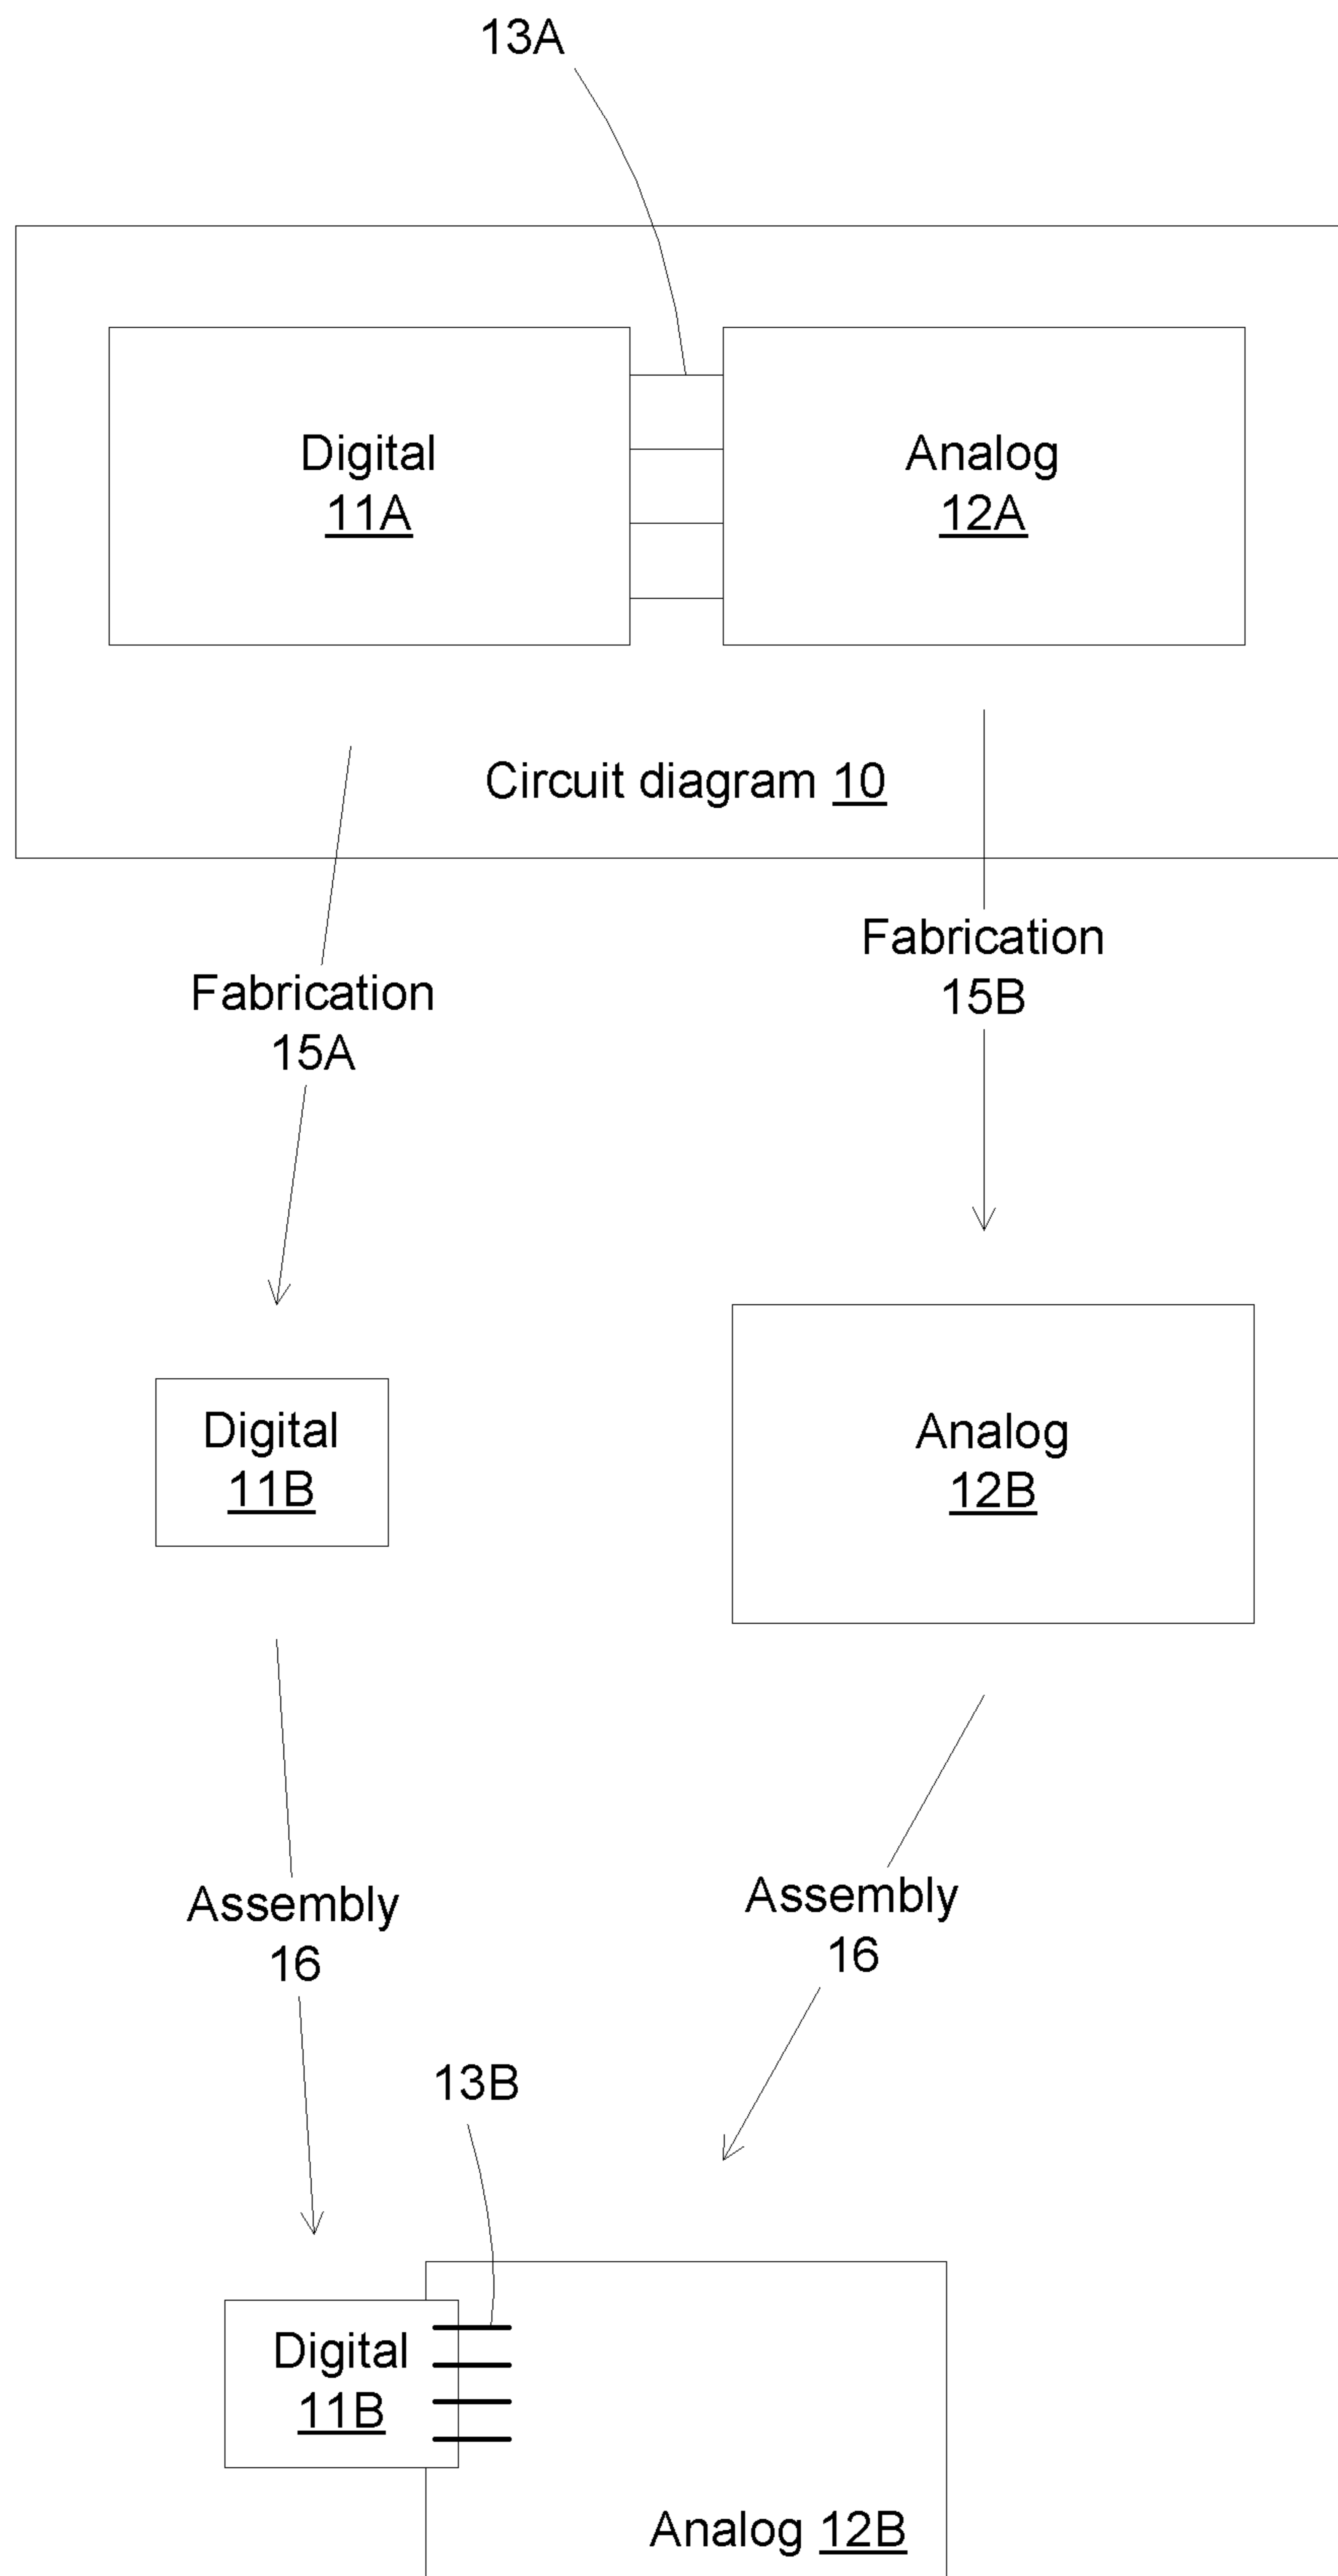 13A
Digital
11A
Analog
12A
Circuit diagram 10
Fabrication
15A
Fabrication
15B
Digital
11B
Analog
12B
Assembly
16
Assembly
16
13B
Digital
11B
Analog 12B